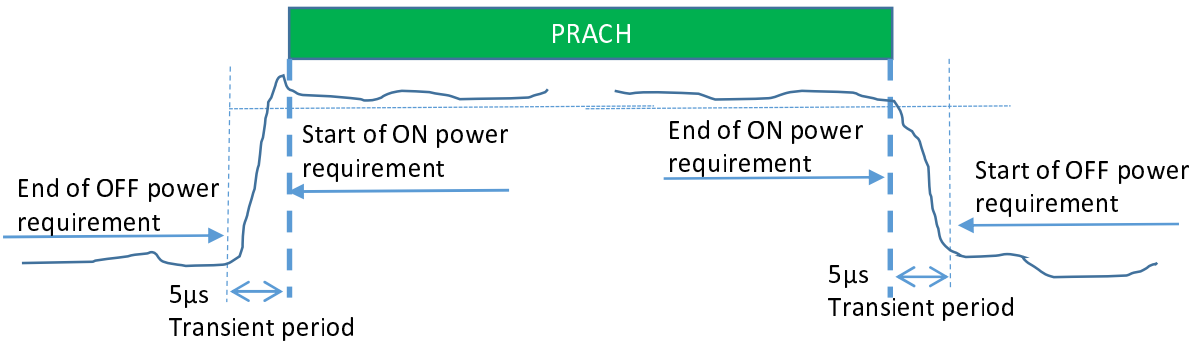 PRACH
Start of ON power
requirement
End of ON power
requirement
End of OFF power
requirement
Start of OFF power
requirement
5µs
Transient period
5µs
Transient period